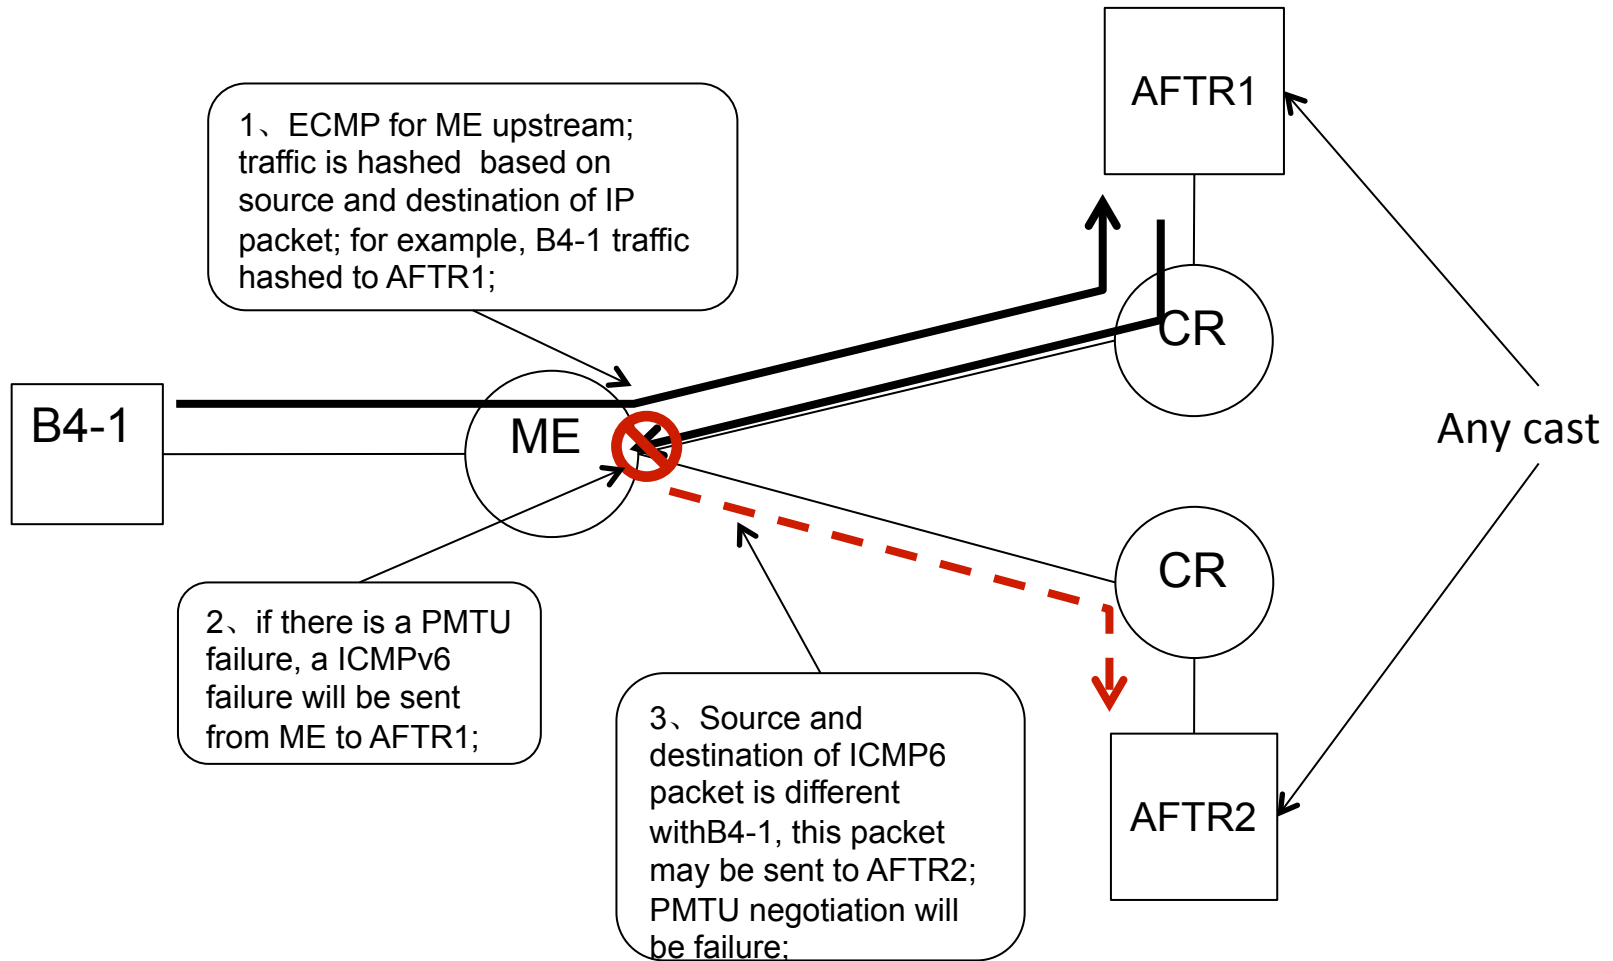 AFTR1
1、ECMP for ME upstream;
traffic is hashed based on
source and destination of IP
packet; for example, B4-1 traffic
hashed to AFTR1;
CR
B4-1
ME
Any cast
CR
2、if there is a PMTU
failure, a ICMPv6
failure will be sent
from ME to AFTR1;
3、Source and
destination of ICMP6
packet is different
withB4-1, this packet
may be sent to AFTR2;
PMTU negotiation will
be failure;
AFTR2